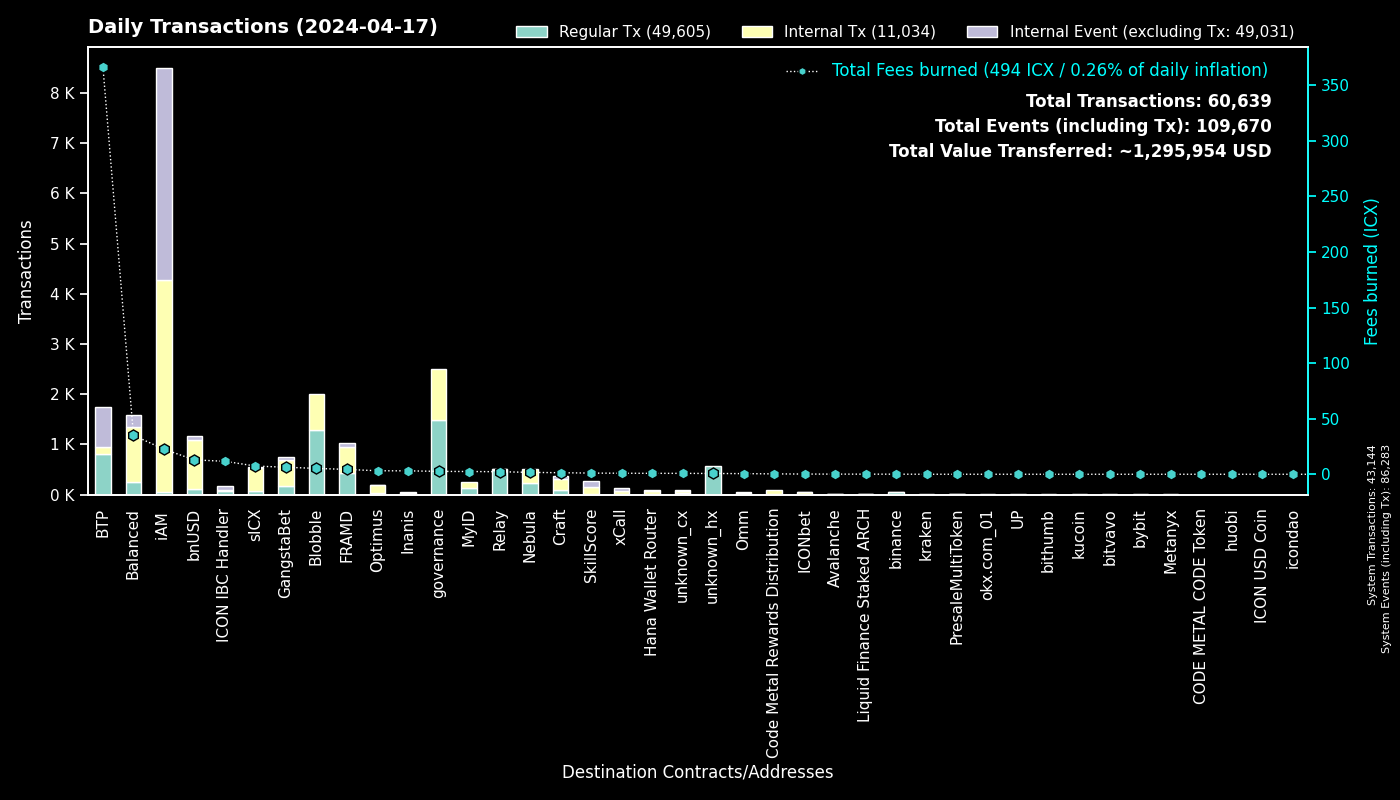 Daily Transactions (2024-04-17)
Regular Tx (49,605)
Internal Tx (11,034)
Internal Event (excluding Tx: 49,031)
Total Fees burned (494 ICX / 0.26% of daily inflation)
Total Transactions: 60,639
Total Events (including Tx): 109,670
Total Value Transferred: ~1,295,954 USD
Transactions
8 K
7 K
6 K
5 K
4 K
3 K
2 K
1 K
0 K
350
300
250
200
150
100
50
0
Fees burned (ICX)
BTP
Balanced
iAM
bnUSD
ICON IBC Handler
sICX
GangstaBet
Blobble
FRAMD
Optimus
Inanis
governance
MyID
Relay
Nebula
Craft
SkillScore
xCall
Hana Wallet Router
unknown_cx
unknown_hx
Omm
Code Metal Rewards Distribution
ICONbet
Avalanche
Liquid Finance Staked ARCH
binance
kraken
PresaleMultiToken
okx.com_01
UP
bithumb
kucoin
bitvavo
bybit
Metanyx
CODE METAL CODE Token
huobi
ICON USD Coin
icondao
Destination Contracts/Addresses
System Transactions: 43,144
System Events (including Tx): 86,283